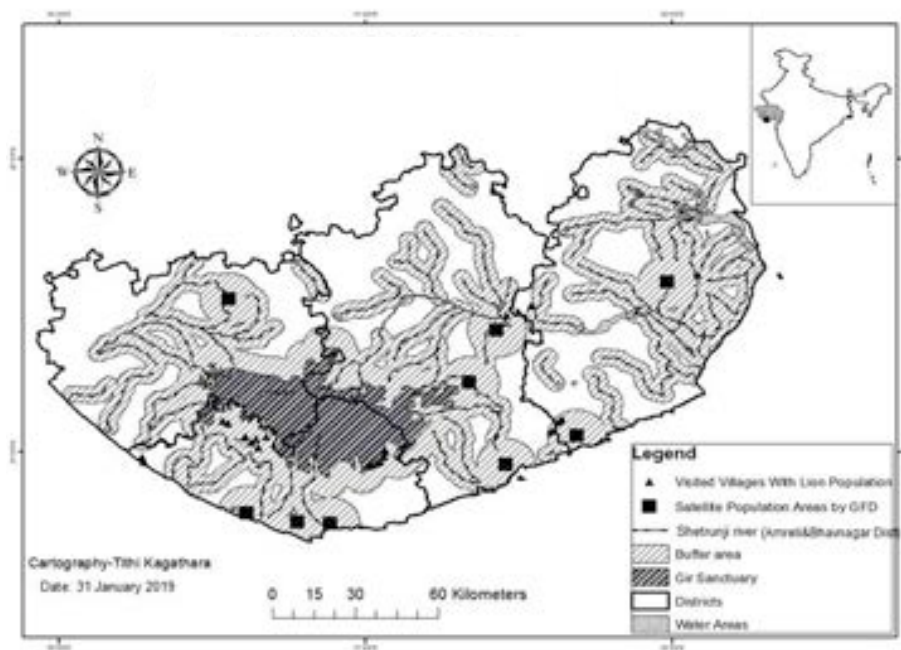 N
W E
S
Legend
Visited Villages With Lion Population
Satellite Population Areas by GFD
Shetrunji river (Amreli&Bhavnagar Dist
Buffer area
Gir Sanctuary
Districts
Water Areas
Cartography-Tithi Kagathara
Date: 31 January 2019
0 15 30 60 Kilometers